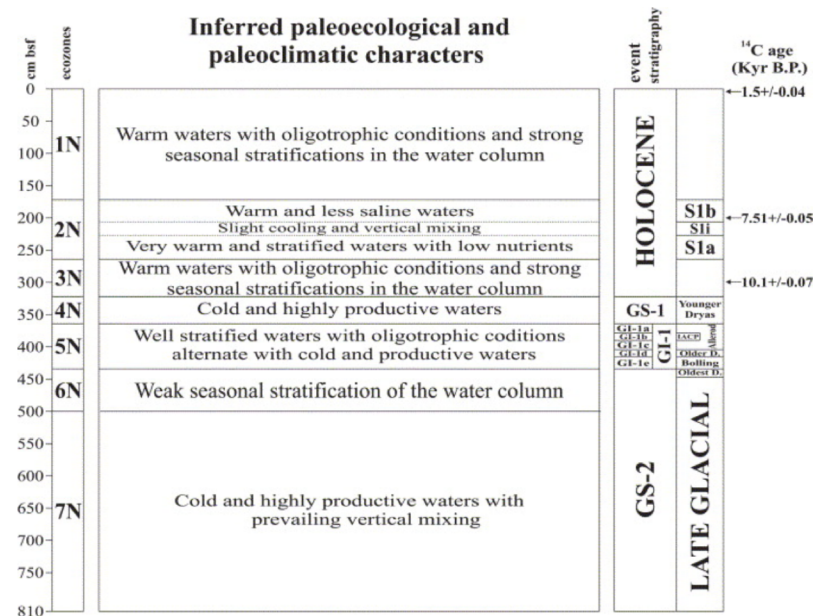 Inferred paleoecological and
paleoclimatic characters
cm bsf
ecozones
event
stratigraphy
14C age
(Kyr B.P.)
0
50
100
150
200
250
300
350
400
450
500
550
600
650
700
750
810
1N
2N
3N
4N
5N
6N
7N
Warm waters with oligotrophic conditions and strong
seasonal stratifications in the water column
Warm and less saline waters
Slight cooling and vertical mixing
Very warm and stratified waters with low nutrients
Warm waters with oligotrophic conditions and strong
seasonal stratifications in the water column
Cold and highly productive waters
Well stratified waters with oligotrophic coditions
alternate with cold and productive waters
Weak seasonal stratification of the water column
Cold and highly productive waters with
prevailing vertical mixing
HOLOCENE
GS-1
GI-1a
GI-1b
GI-1c
GI-1d
GI-1e
GI-1
GS-2
S1b
S1i
S1a
Younger
Dryas
IACP
Allerod
Older D.
Bolling
Oldest D.
LATE GLACIAL
1.5+/-0.04
7.51+/-0.05
10.1+/-0.07